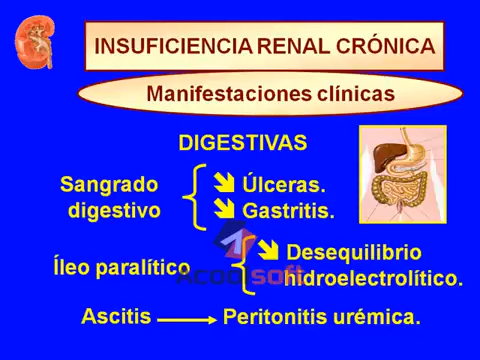 INSUFICIENCIA RENAL CRÓNICA
Manifestaciones clínicas
DIGESTIVAS
Sangrado digestivo
Úlceras.
Gastritis.
Íleo paralítico
Desequilibrio
hidroelectrolítico.
Ascitis
Peritonitis urémica.